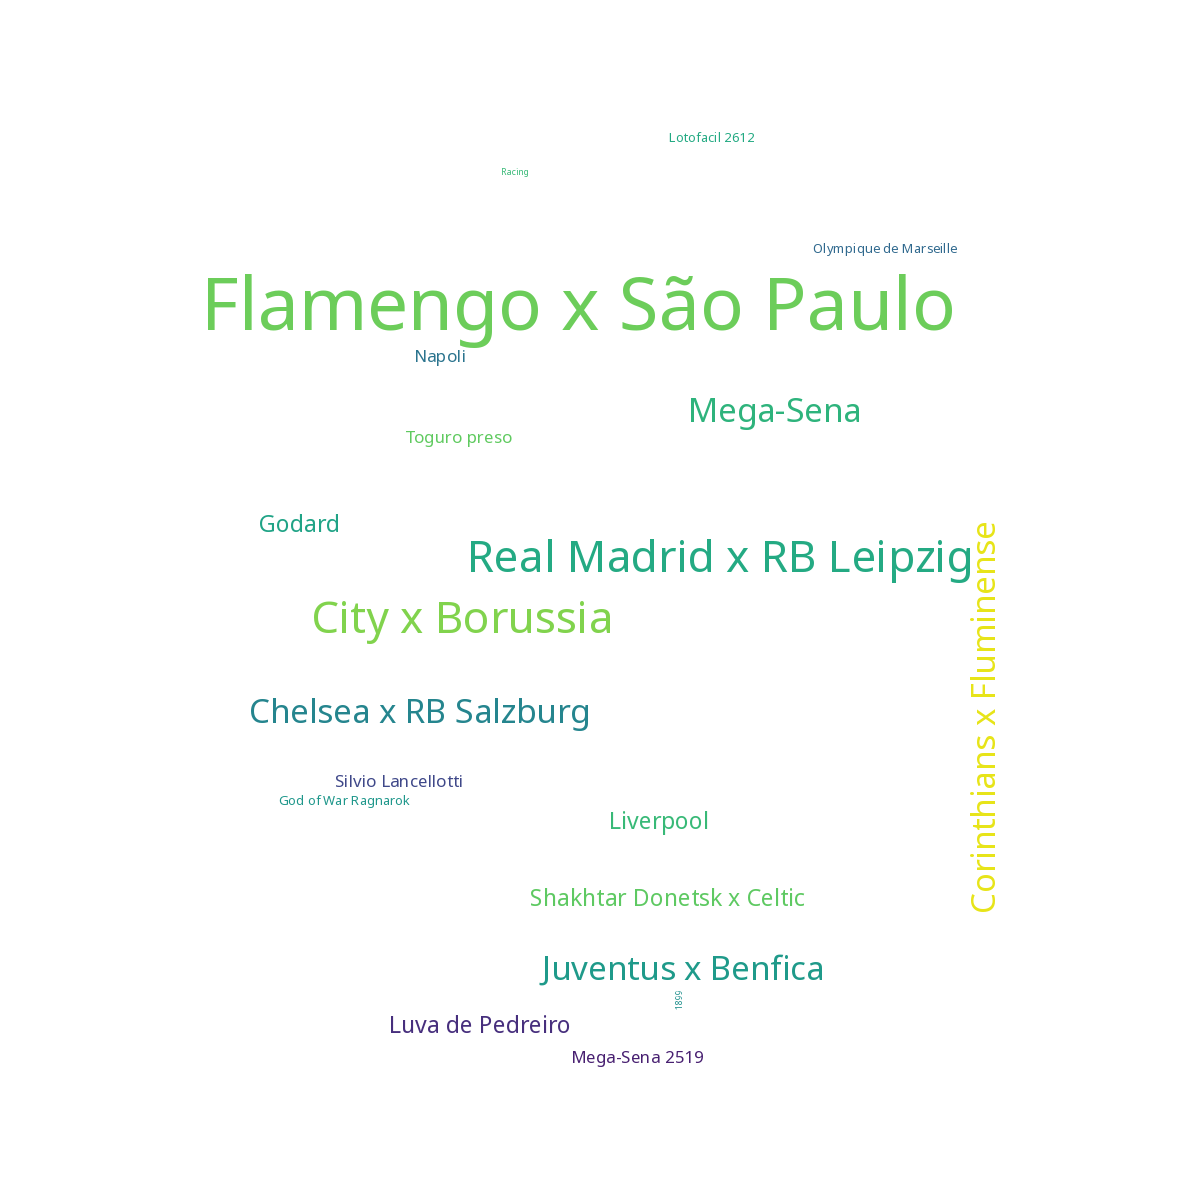 Lotofacil 2612
Racing
Olympique de Marseille
Flamengo x São Paulo
Napoli
Mega-Sena
Toguro preso
Godard
Real Madrid x RB Leipzig
Corinthians x Fluminense
City x Borussia
Chelsea x RB Salzburg
Silvio Lancellotti
God of War Ragnarok
Liverpool
Shakhtar Donetsk x Celtic
Juventus x Benfica
1899
Luva de Pedreiro
Mega-Sena 2519